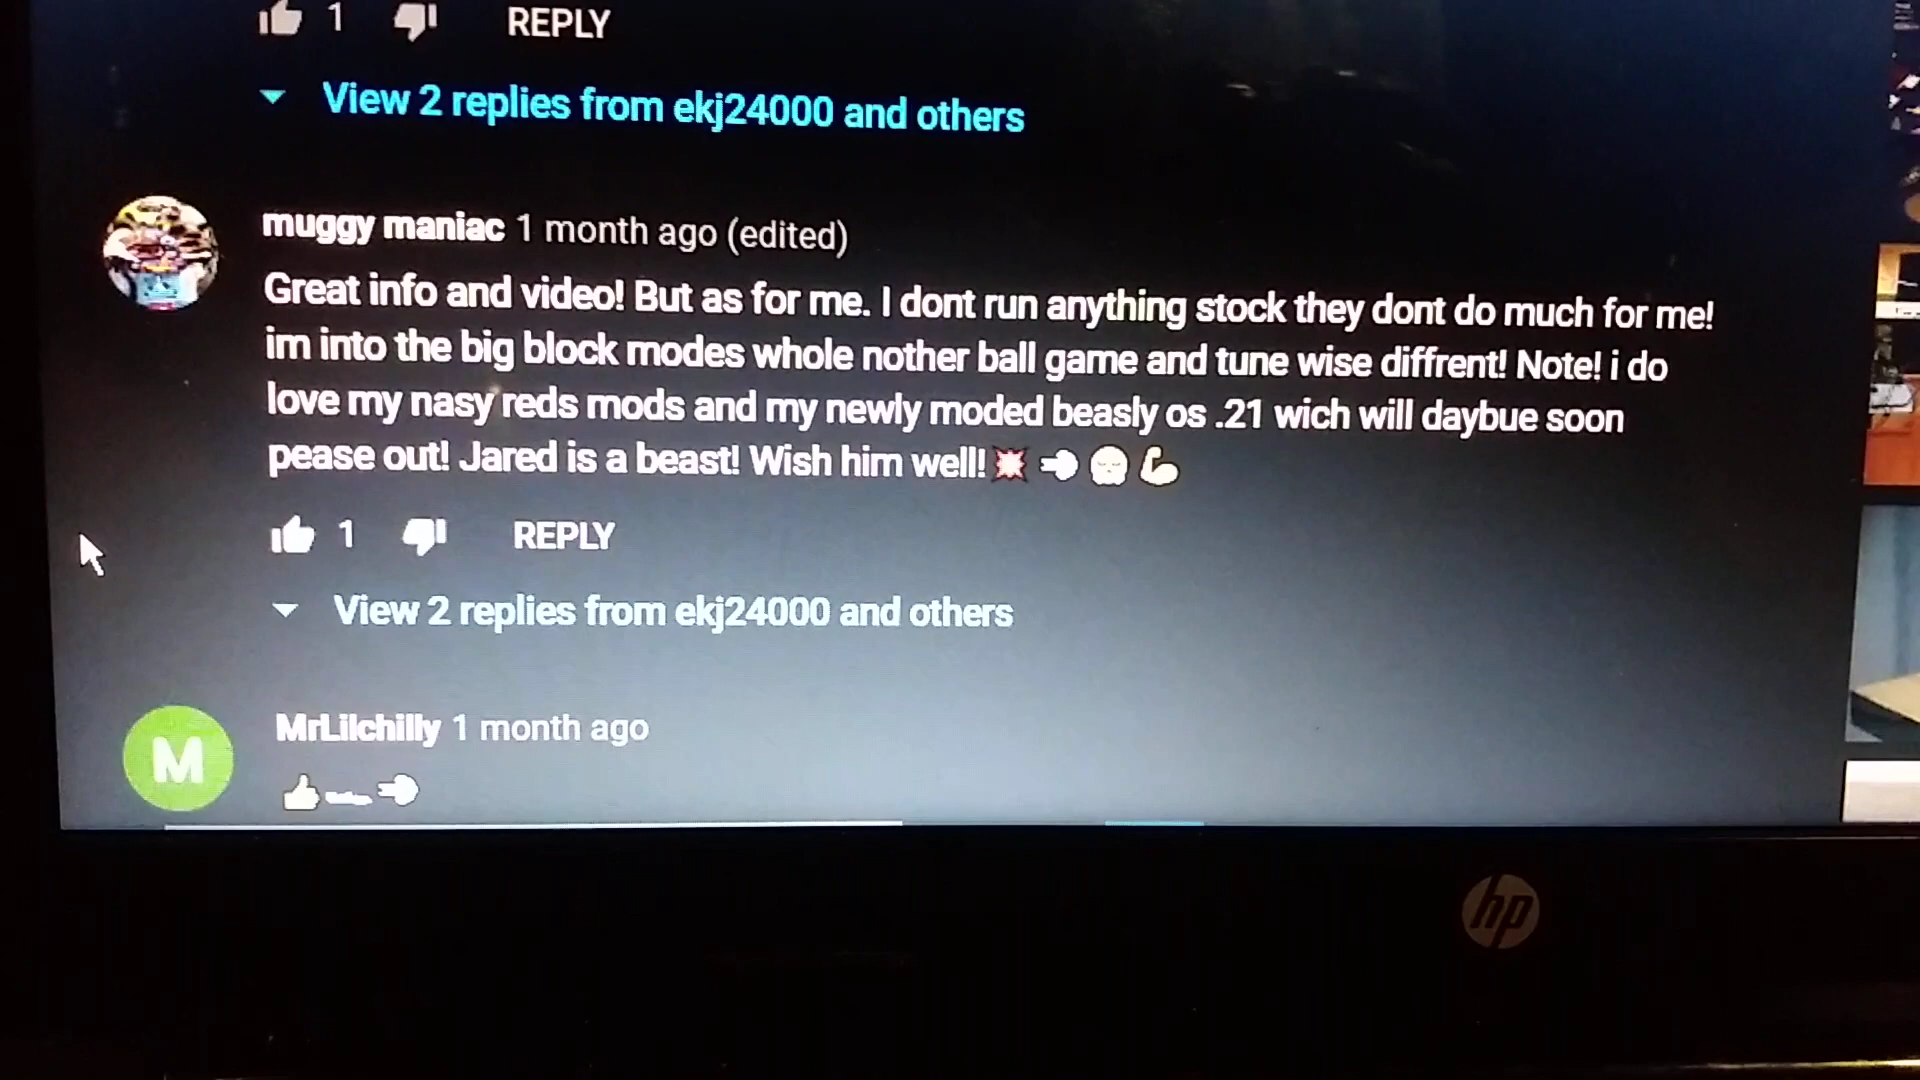 1 REPLY
View 2 replies from ekj24000 and others
muggy maniac 1 month ago (edited)
Great info and video! But as for me. I dont run anything stock they dont do much for me!
im into the big block modes whole nother ball game and tune wise diffrent! Note! i do
love my nasy reds mods and my newly moded beasly os .21 wich will daybue soon
pease out! Jared is a beast! Wish him well!💥👊💀💪
1 REPLY
View 2 replies from ekj24000 and others
M
MrLilchilly 1 month ago
hp